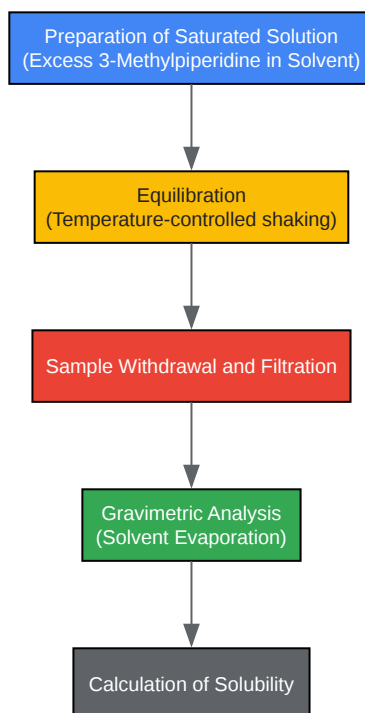 Preparation of Saturated Solution
(Excess 3-Methylpiperidine in Solvent)
Equilibration
(Temperature-controlled shaking)
Sample Withdrawal and Filtration
Gravimetric Analysis
(Solvent Evaporation)
Calculation of Solubility